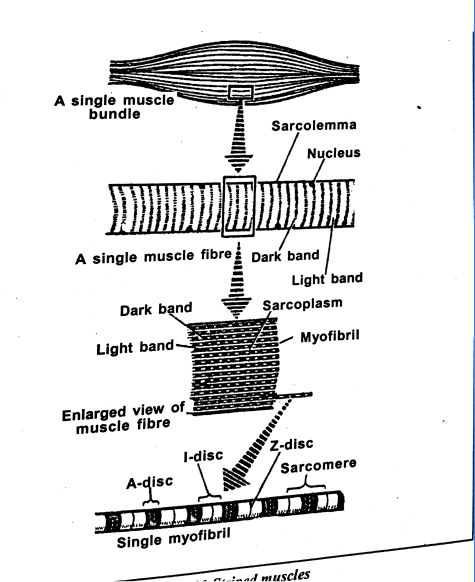 A single muscle
bundle
Sarcolemma
Nucleus
A single muscle fibre
Dark band
Light band
Dark band
Sarcoplasm
Light band
Myofibril
Enlarged view of
muscle fibre
I-disc
Z-disc
A-disc
Sarcomere
Single myofibril
Striped muscles